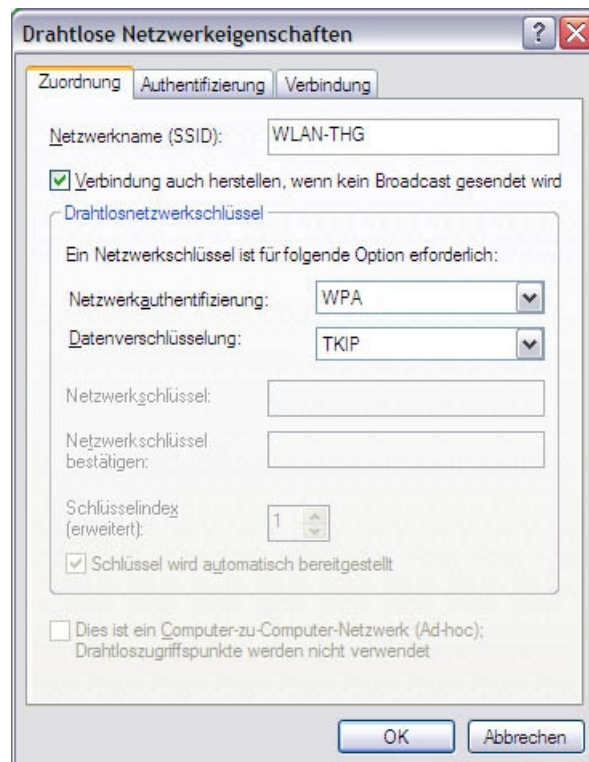 Drahtlose Netzwerkeigenschaften
Zuordnung Authentifizierung Verbindung
Netzwerkname (SSID): WLAN-THG
Verbindung auch herstellen, wenn kein Broadcast gesendet wird
Drahtlosnetzwerkschlüssel
Ein Netzwerkschlüssel ist für folgende Option erforderlich:
Netzwerkauthentifizierung: WPA
Datenverschlüsselung: TKIP
Netzwerkschlüssel:
Netzwerkschlüssel
bestätigen:
Schlüsselindex
(erweitert): 1
Schlüssel wird automatisch bereitgestellt
Dies ist ein Computer-zu-Computer-Netzwerk (Ad-hoc);
Drahtloszugriffspunkte werden nicht verwendet
OK Abbrechen